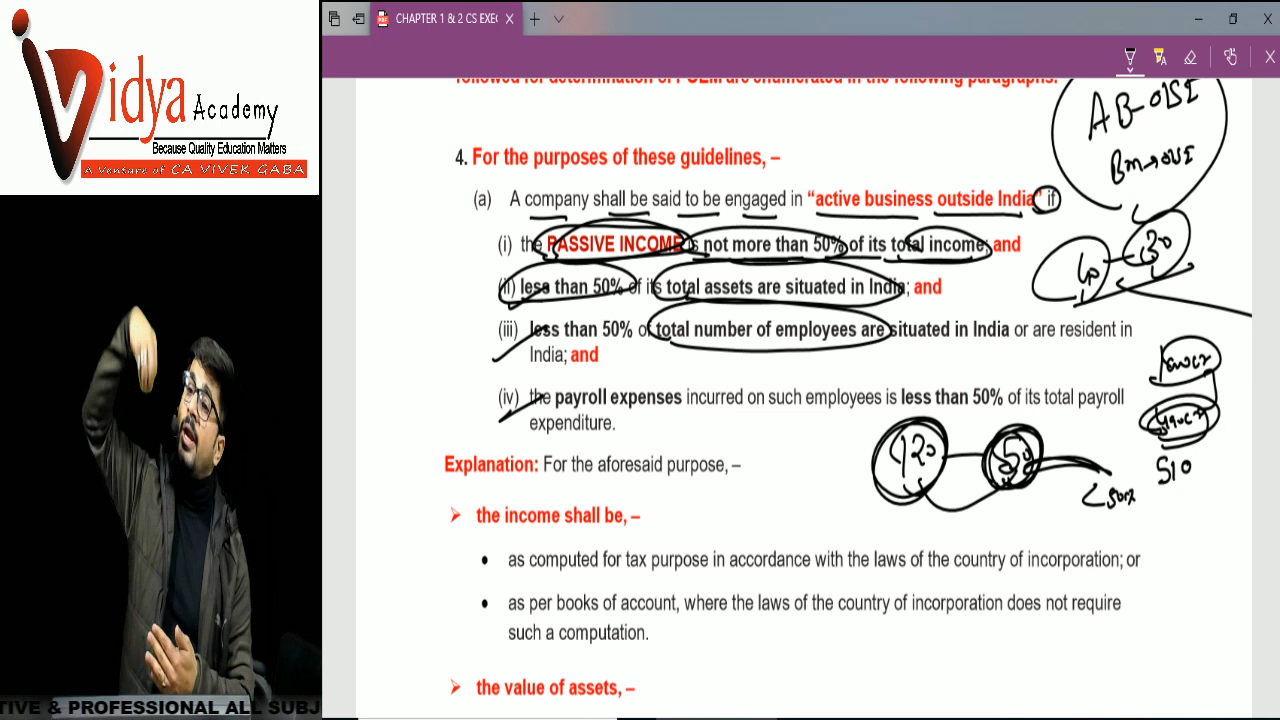 Vidya
Academy
Because Quality Education Matters
A Venture of CA VIVEK GABA
CHAPTER 1 & 2 CS EXEC
4. For the purposes of these guidelines, –
(a) A company shall be said to be engaged in "active business outside India" if
(i) the PASSIVE INCOME is not more than 50% of its total income; and
(ii) less than 50% of its total assets are situated in India; and
(iii) less than 50% of total number of employees are situated in India or are resident in
India; and
(iv) the payroll expenses incurred on such employees is less than 50% of its total payroll
expenditure.
Explanation: For the aforesaid purpose, –
➢ the income shall be, –
• as computed for tax purpose in accordance with the laws of the country of incorporation; or
• as per books of account, where the laws of the country of incorporation does not require
such a computation.
➢ the value of assets, –
AB-OSI
BM→OSI
120
50
<50%
TIVE & PROFESSIONAL ALL SUBJ